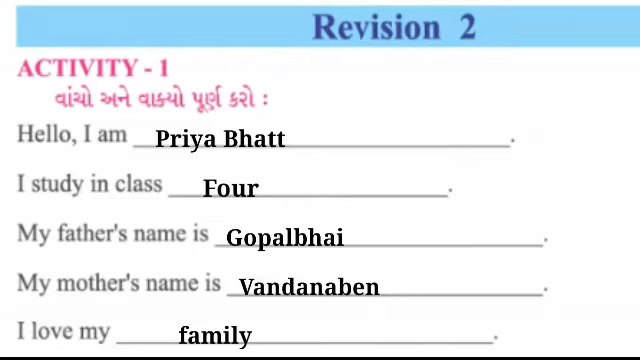 Revision 2
ACTIVITY - 1
વાંચો અને વાક્યો પૂર્ણ કરો :
Hello, I am Priya Bhatt.
I study in class Four.
My father's name is Gopalbhai.
My mother's name is Vandanaben.
I love my family.